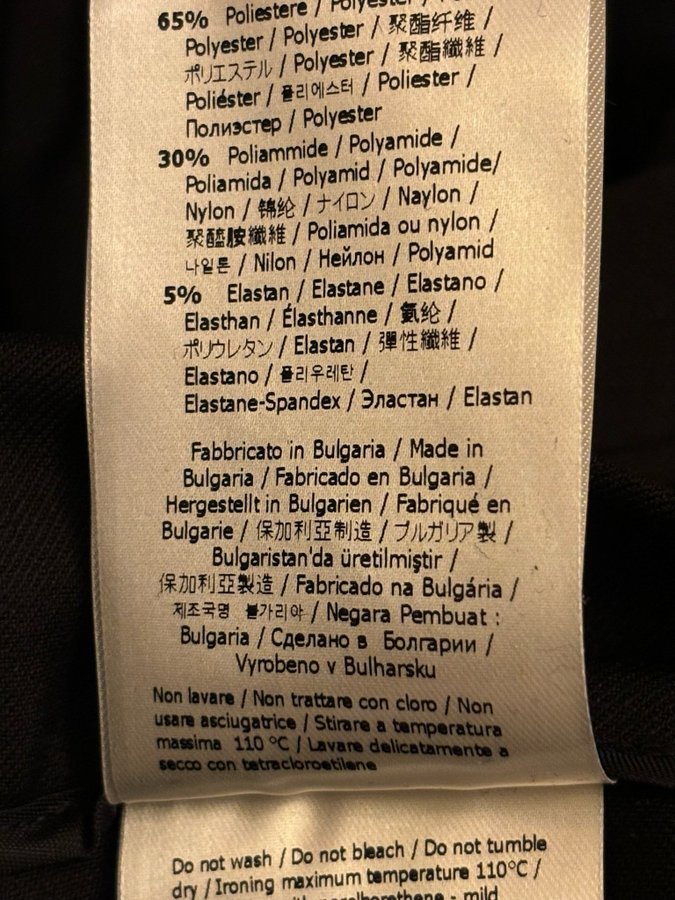 65% Poliestere / Polyester /
Polyester / Polyester / 聚酯纤维 /
ポリエステル / Polyester / 聚酯纖維 /
Poliéster / 폴리에스터 / Poliester /
Полиэстер / Polyester
30% Poliammide / Polyamide /
Poliamida / Polyamid / Polyamide/
Nylon / 锦纶 / ナイロン / Naylon /
聚醯胺纖維 / Poliamida ou nylon /
나일론 / Nilon / Нейлон / Polyamid
5% Elastan / Elastane / Elastano /
Elasthan / Élasthanne / 氨纶 /
ポリウレタン / Elastan / 彈性纖維 /
Elastano / 폴리우레탄 /
Elastane-Spandex / Эластан / Elastan
Fabbricato in Bulgaria / Made in
Bulgaria / Fabricado en Bulgaria /
Hergestellt in Bulgarien / Fabriqué en
Bulgarie / 保加利亞制造 / ブルガリア製 /
Bulgaristan'da üretilmiştir /
保加利亞製造 / Fabricado na Bulgária /
제조국명 불가리아 / Negara Pembuat :
Bulgaria / Сделано в Болгарии /
Vyrobeno v Bulharsku
Non lavare / Non trattare con cloro / Non
usare asciugatrice / Stirare a temperatura
massima 110 °C / Lavare delicatamente a
secco con tetracloroetilene
Do not wash / Do not bleach / Do not tumble
dry / Ironing maximum temperature 110°C /
- mild